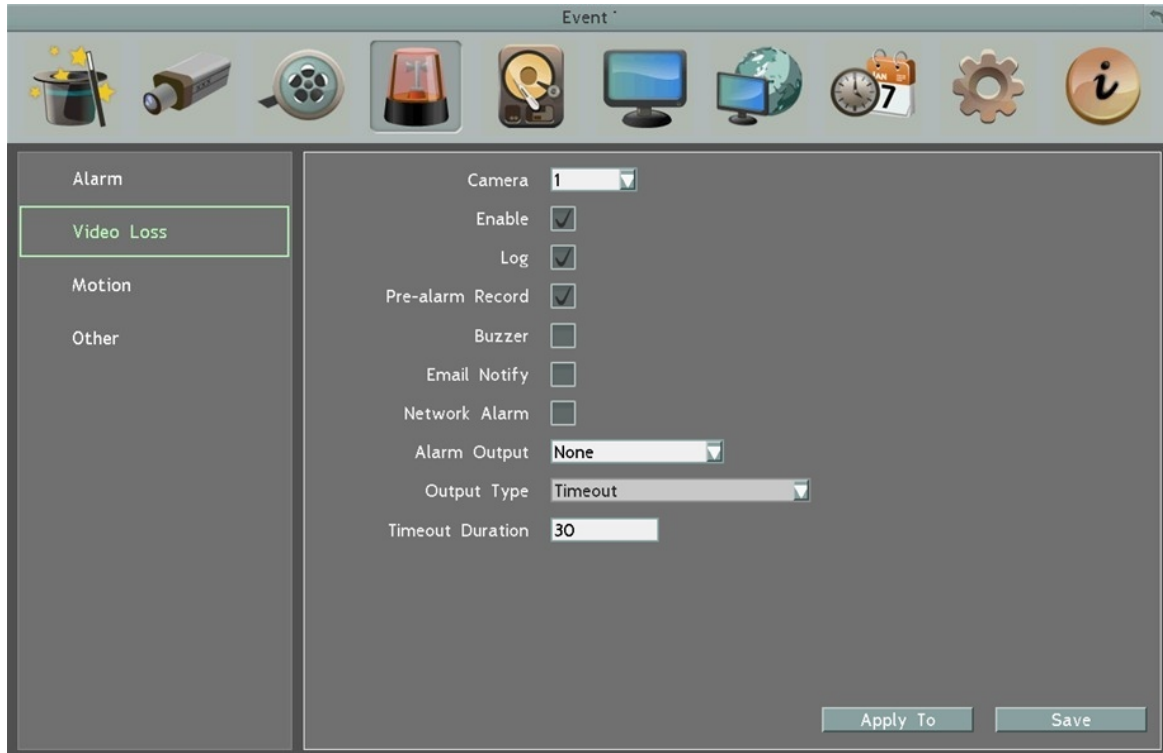 Event
JAN
7
i
Alarm
Video Loss
Motion
Other
Camera 1
Enable
Log
Pre-alarm Record
Buzzer
Email Notify
Network Alarm
Alarm Output None
Output Type Timeout
Timeout Duration 30
Apply To Save